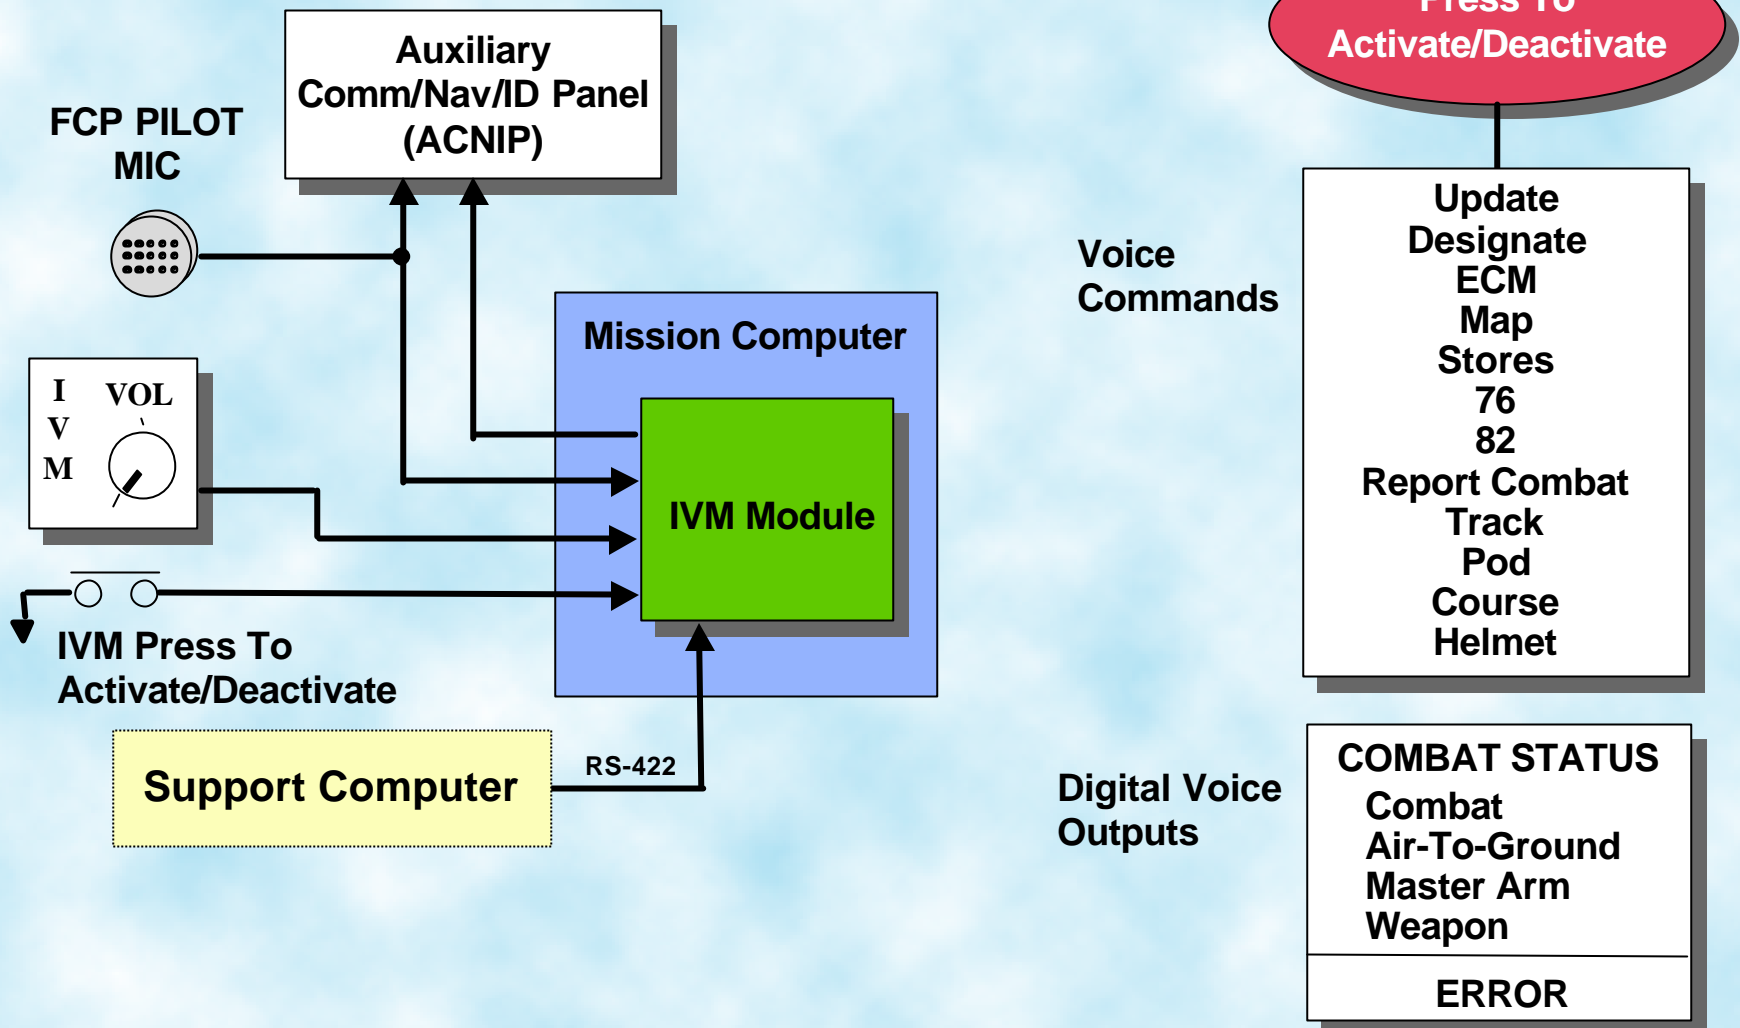 Auxiliary
Comm/Nav/ID Panel
(ACNIP)
FCP PILOT
MIC
I
V
M
VOL
IVM Press To
Activate/Deactivate
Mission Computer
IVM Module
Support Computer
RS-422
Press To
Activate/Deactivate
Voice
Commands
Update
Designate
ECM
Map
Stores
76
82
Report Combat
Track
Pod
Course
Helmet
Digital Voice
Outputs
COMBAT STATUS
Combat
Air-To-Ground
Master Arm
Weapon
ERROR